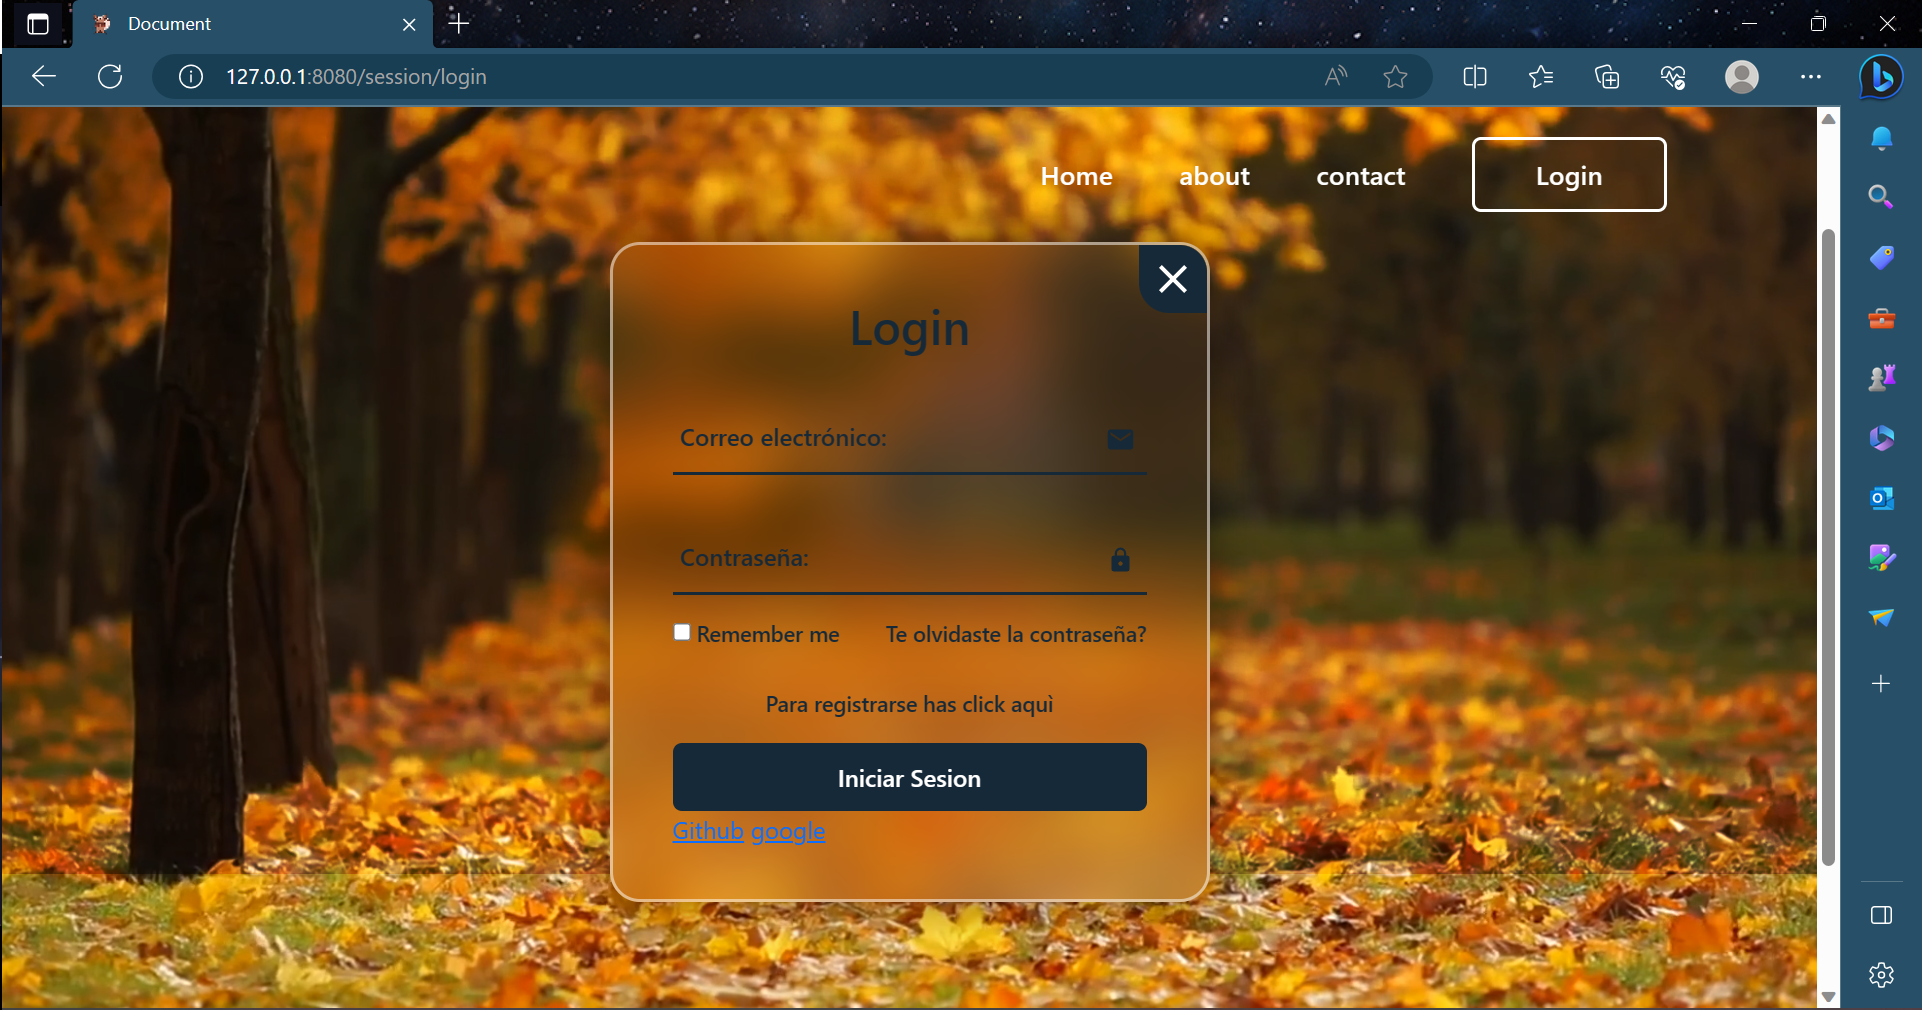 Document
127.0.0.1:8080/session/login
Home about contact Login
Login
Correo electrónico:
Contraseña:
Remember me Te olvidaste la contraseña?
Para registrarse has click aquì
Iniciar Sesion
Github google